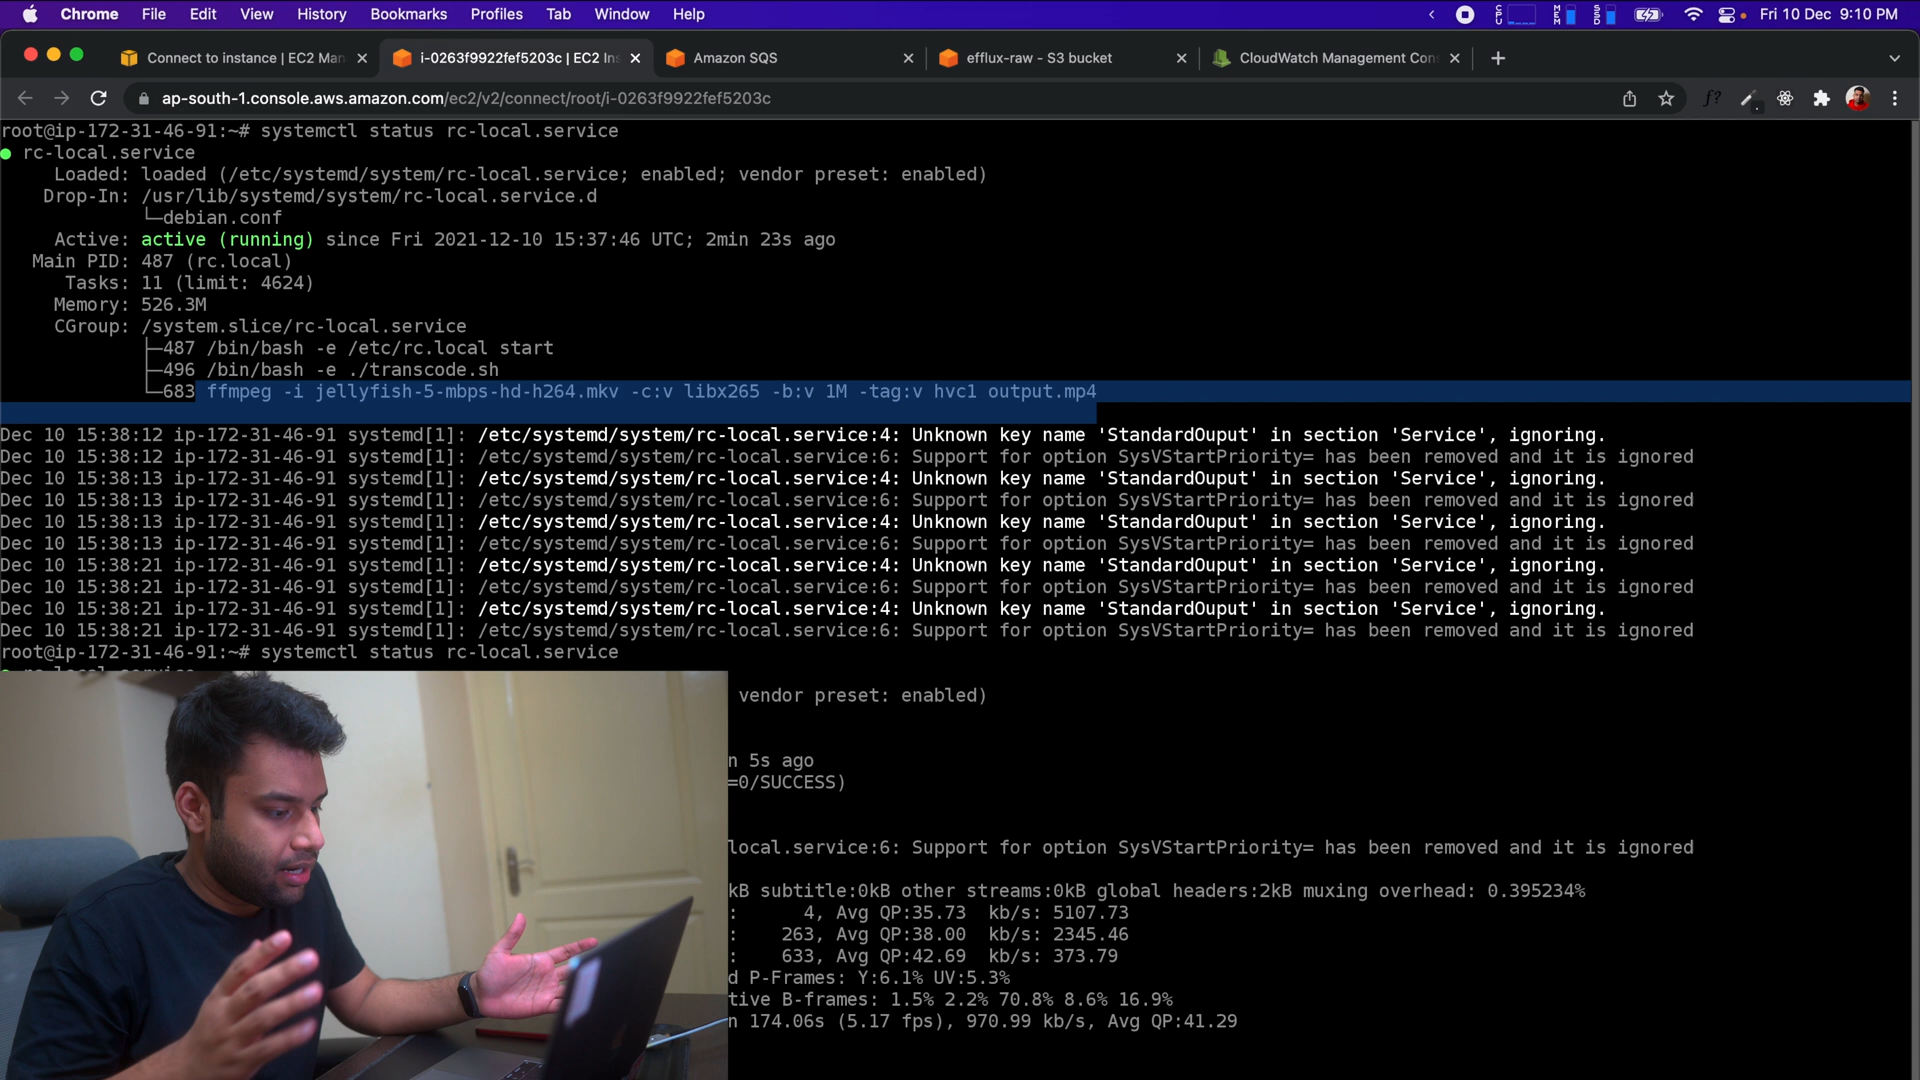 Chrome File Edit View History Bookmarks Profiles Tab Window Help Fri 10 Dec 9:10 PM
Connect to instance | EC2 Man
i-0263f9922fef5203c | EC2 Ins
Amazon SQS
efflux-raw - S3 bucket
CloudWatch Management Con
ap-south-1.console.aws.amazon.com/ec2/v2/connect/root/i-0263f9922fef5203c
root@ip-172-31-46-91:~# systemctl status rc-local.service
● rc-local.service
Loaded: loaded (/etc/systemd/system/rc-local.service; enabled; vendor preset: enabled)
Drop-In: /usr/lib/systemd/system/rc-local.service.d
└─debian.conf
Active: active (running) since Fri 2021-12-10 15:37:46 UTC; 2min 23s ago
Main PID: 487 (rc.local)
Tasks: 11 (limit: 4624)
Memory: 526.3M
CGroup: /system.slice/rc-local.service
├─487 /bin/bash -e /etc/rc.local start
├─496 /bin/bash -e ./transcode.sh
└─683 ffmpeg -i jellyfish-5-mbps-hd-h264.mkv -c:v libx265 -b:v 1M -tag:v hvc1 output.mp4
Dec 10 15:38:12 ip-172-31-46-91 systemd[1]: /etc/systemd/system/rc-local.service:4: Unknown key name 'StandardOuput' in section 'Service', ignoring.
Dec 10 15:38:12 ip-172-31-46-91 systemd[1]: /etc/systemd/system/rc-local.service:6: Support for option SysVStartPriority= has been removed and it is ignored
Dec 10 15:38:13 ip-172-31-46-91 systemd[1]: /etc/systemd/system/rc-local.service:4: Unknown key name 'StandardOuput' in section 'Service', ignoring.
Dec 10 15:38:13 ip-172-31-46-91 systemd[1]: /etc/systemd/system/rc-local.service:6: Support for option SysVStartPriority= has been removed and it is ignored
Dec 10 15:38:13 ip-172-31-46-91 systemd[1]: /etc/systemd/system/rc-local.service:4: Unknown key name 'StandardOuput' in section 'Service', ignoring.
Dec 10 15:38:13 ip-172-31-46-91 systemd[1]: /etc/systemd/system/rc-local.service:6: Support for option SysVStartPriority= has been removed and it is ignored
Dec 10 15:38:21 ip-172-31-46-91 systemd[1]: /etc/systemd/system/rc-local.service:4: Unknown key name 'StandardOuput' in section 'Service', ignoring.
Dec 10 15:38:21 ip-172-31-46-91 systemd[1]: /etc/systemd/system/rc-local.service:6: Support for option SysVStartPriority= has been removed and it is ignored
Dec 10 15:38:21 ip-172-31-46-91 systemd[1]: /etc/systemd/system/rc-local.service:4: Unknown key name 'StandardOuput' in section 'Service', ignoring.
Dec 10 15:38:21 ip-172-31-46-91 systemd[1]: /etc/systemd/system/rc-local.service:6: Support for option SysVStartPriority= has been removed and it is ignored
root@ip-172-31-46-91:~# systemctl status rc-local.service
vendor preset: enabled)
n 5s ago
=0/SUCCESS)
local.service:6: Support for option SysVStartPriority= has been removed and it is ignored
kB subtitle:0kB other streams:0kB global headers:2kB muxing overhead: 0.395234%
: 4, Avg QP:35.73 kb/s: 5107.73
: 263, Avg QP:38.00 kb/s: 2345.46
: 633, Avg QP:42.69 kb/s: 373.79
d P-Frames: Y:6.1% UV:5.3%
tive B-frames: 1.5% 2.2% 70.8% 8.6% 16.9%
n 174.06s (5.17 fps), 970.99 kb/s, Avg QP:41.29